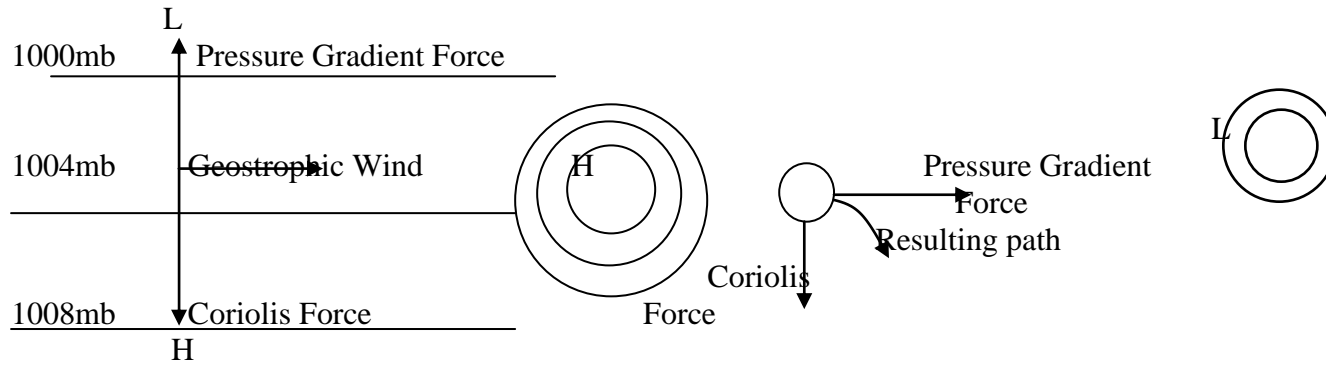 L
1000mb Pressure Gradient Force
1004mb Geostrophic Wind
1008mb Coriolis Force
H
H
Pressure Gradient
Force
Resulting path
Coriolis
Force
L